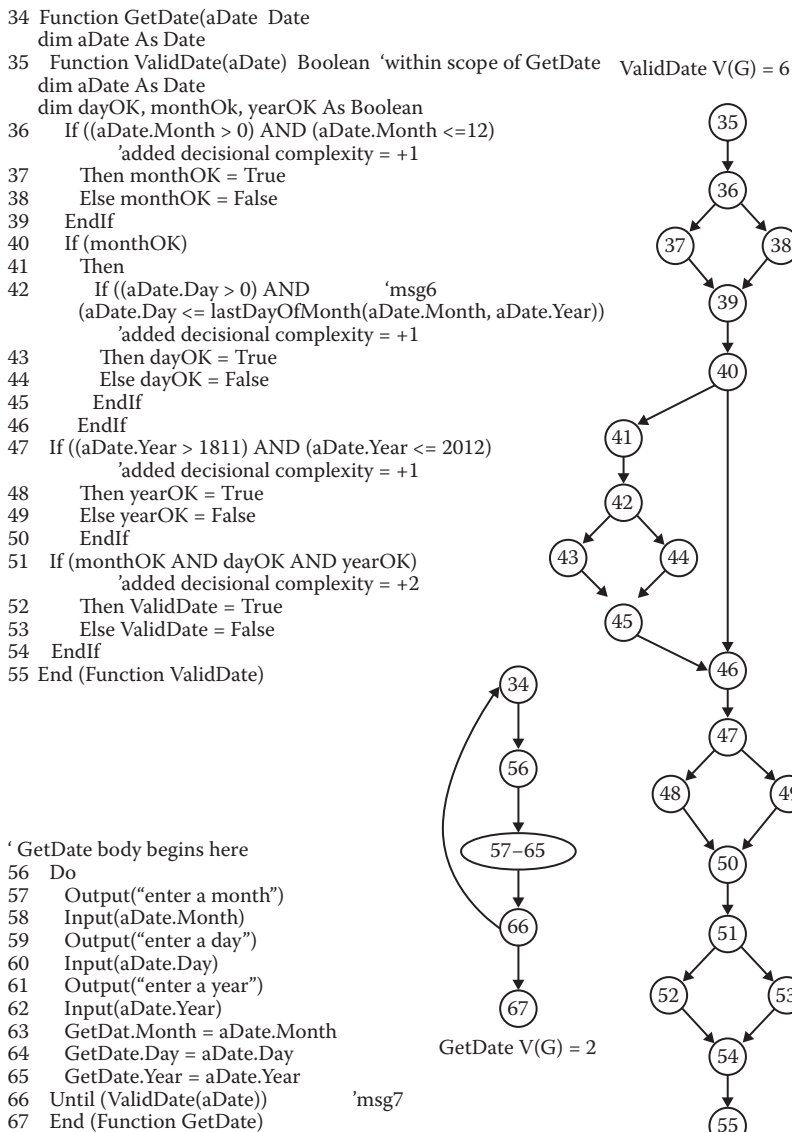 34 Function GetDate(aDate Date
dim aDate As Date
35 Function ValidDate(aDate) Boolean ‘within scope of GetDate
dim aDate As Date
dim dayOK, monthOk, yearOK As Boolean
36 If ((aDate.Month > 0) AND (aDate.Month <=12)
’added decisional complexity = +1
37 Then monthOK = True
38 Else monthOK = False
39 EndIf
40 If (monthOK)
41 Then
42 If ((aDate.Day > 0) AND ‘msg6
(aDate.Day <= lastDayOfMonth(aDate.Month, aDate.Year))
’added decisional complexity = +1
43 Then dayOK = True
44 Else dayOK = False
45 EndIf
46 EndIf
47 If ((aDate.Year > 1811) AND (aDate.Year <= 2012)
’added decisional complexity = +1
48 Then yearOK = True
49 Else yearOK = False
50 EndIf
51 If (monthOK AND dayOK AND yearOK)
’added decisional complexity = +2
52 Then ValidDate = True
53 Else ValidDate = False
54 EndIf
55 End (Function ValidDate)
‘ GetDate body begins here
56 Do
57 Output(“enter a month”)
58 Input(aDate.Month)
59 Output(“enter a day”)
60 Input(aDate.Day)
61 Output(“enter a year”)
62 Input(aDate.Year)
63 GetDat.Month = aDate.Month
64 GetDate.Day = aDate.Day
65 GetDate.Year = aDate.Year
66 Until (ValidDate(aDate)) ’msg7
67 End (Function GetDate)
34
56
57–65
66
67
GetDate V(G) = 2
ValidDate V(G) = 6
35
36
37 38
39
40
41
42
43 44
45
46
47
48 49
50
51
52 53
54
55